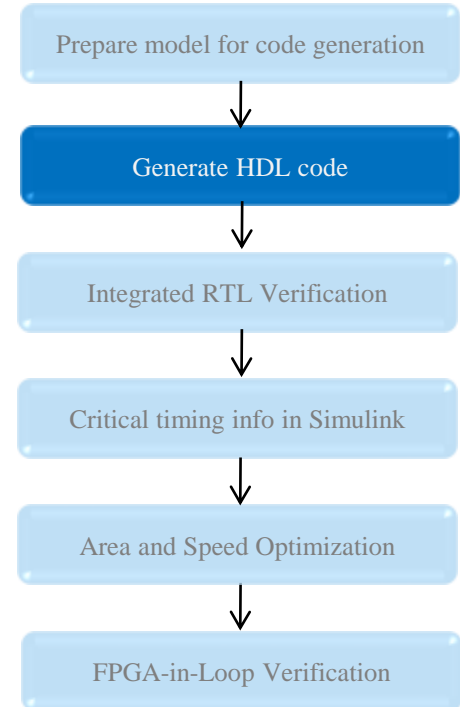 Prepare model for code generation
Generate HDL code
Integrated RTL Verification
Critical timing info in Simulink
Area and Speed Optimization
FPGA-in-Loop Verification